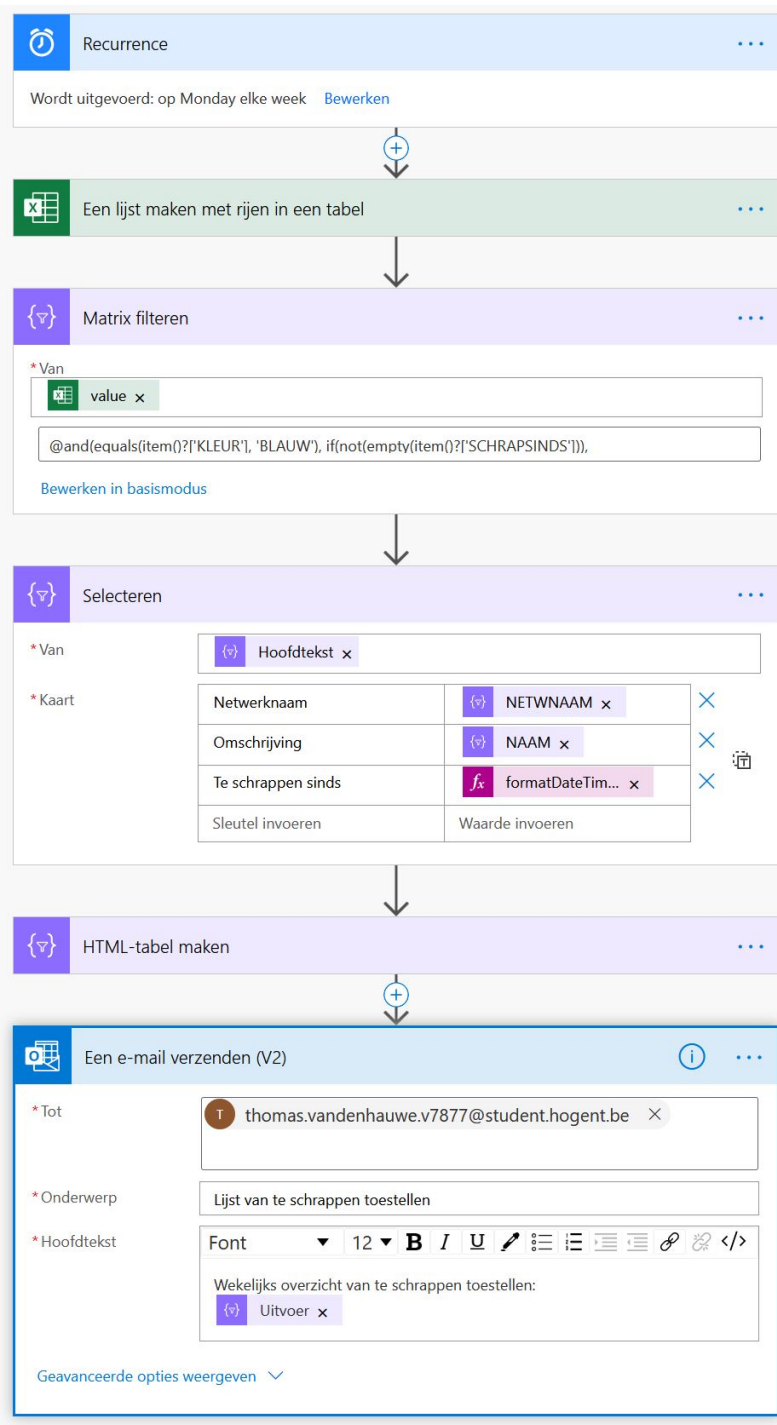 Recurrence
Wordt uitgevoerd: op Monday elke week Bewerken
Een lijst maken met rijen in een tabel
Matrix filteren
* Van
value
@and(equals(item()?['KLEUR'], 'BLAUW'), if(not(empty(item()?['SCHRAPSINDS'])),
Bewerken in basismodus
Selecteren
* Van Hoofdtekst
* Kaart Netwerknaam NETWNAAM
Omschrijving NAAM
Te schrappen sinds fx formatDateTim...
Sleutel invoeren Waarde invoeren
HTML-tabel maken
Een e-mail verzenden (V2)
* Tot T thomas.vandenhauwe.v7877@student.hogent.be
* Onderwerp Lijst van te schrappen toestellen
* Hoofdtekst Font 12 B I U </>
Wekelijks overzicht van te schrappen toestellen:
Uitvoer
Geavanceerde opties weergeven